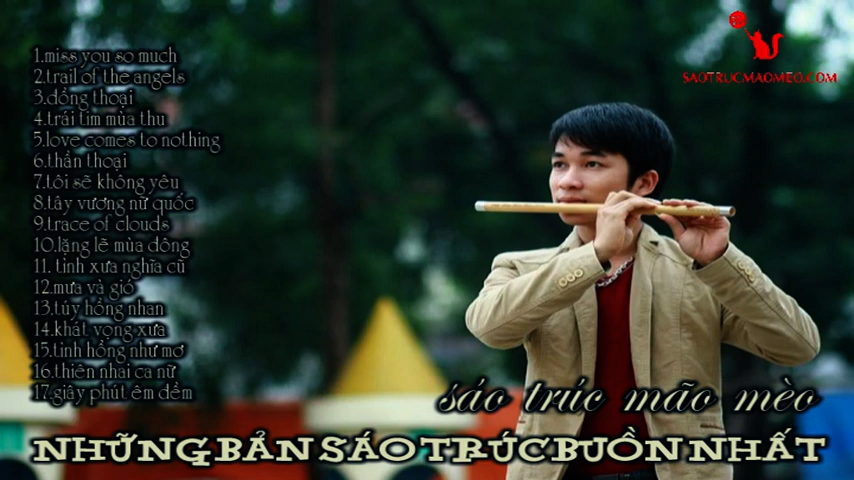 1.miss you so much
2.trail of the angels
3.đồng thoại
4.trái tim mùa thu
5.love comes to nothing
6.thần thoại
7.tôi sẽ không yêu
8.tây vương nữ quốc
9.trace of clouds
10.lặng lẽ mùa đông
11. tình xưa nghĩa cũ
12.mưa và gió
13.túy hồng nhan
14.khát vọng xưa
15.tình hồng như mơ
16.thiên nhai ca nữ
17.giây phút êm đềm
SAOTRUCMAOMEO.COM
sáo trúc mão mèo
NHỮNG BẢN SÁO TRÚC BUỒN NHẤT